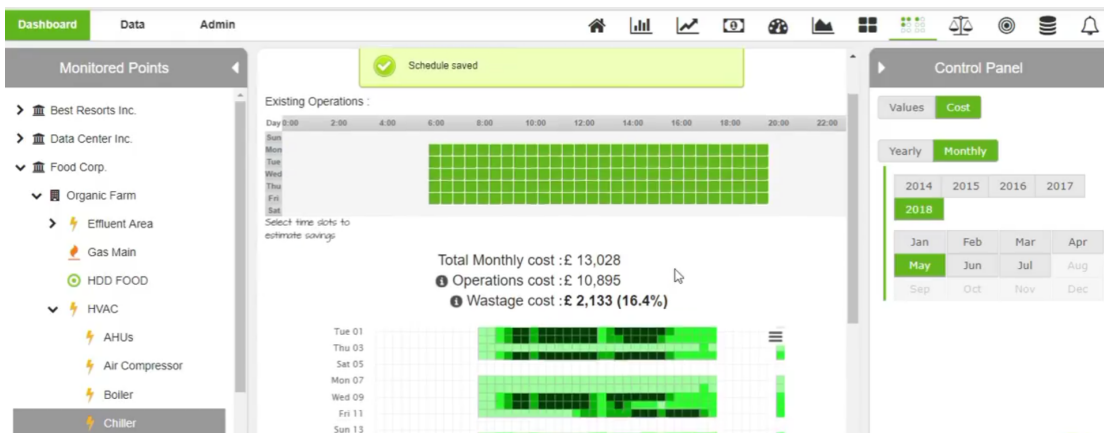 Dashboard Data Admin
Monitored Points
Best Resorts Inc.
Data Center Inc.
Food Corp.
Organic Farm
Effluent Area
Gas Main
HDD FOOD
HVAC
AHUs
Air Compressor
Boiler
Chiller
Schedule saved
Existing Operations :
Day 0:00 2:00 4:00 6:00 8:00 10:00 12:00 14:00 16:00 18:00 20:00 22:00
Sun
Mon
Tue
Wed
Thu
Fri
Sat
Select time slots to
estimate savings
Total Monthly cost :£ 13,028
Operations cost :£ 10,895
Wastage cost :£ 2,133 (16.4%)
Tue 01
Thu 03
Sat 05
Mon 07
Wed 09
Fri 11
Sun 13
Control Panel
Values Cost
Yearly Monthly
2014 2015 2016 2017
2018
Jan Feb Mar Apr
May Jun Jul Aug
Sep Oct Nov Dec